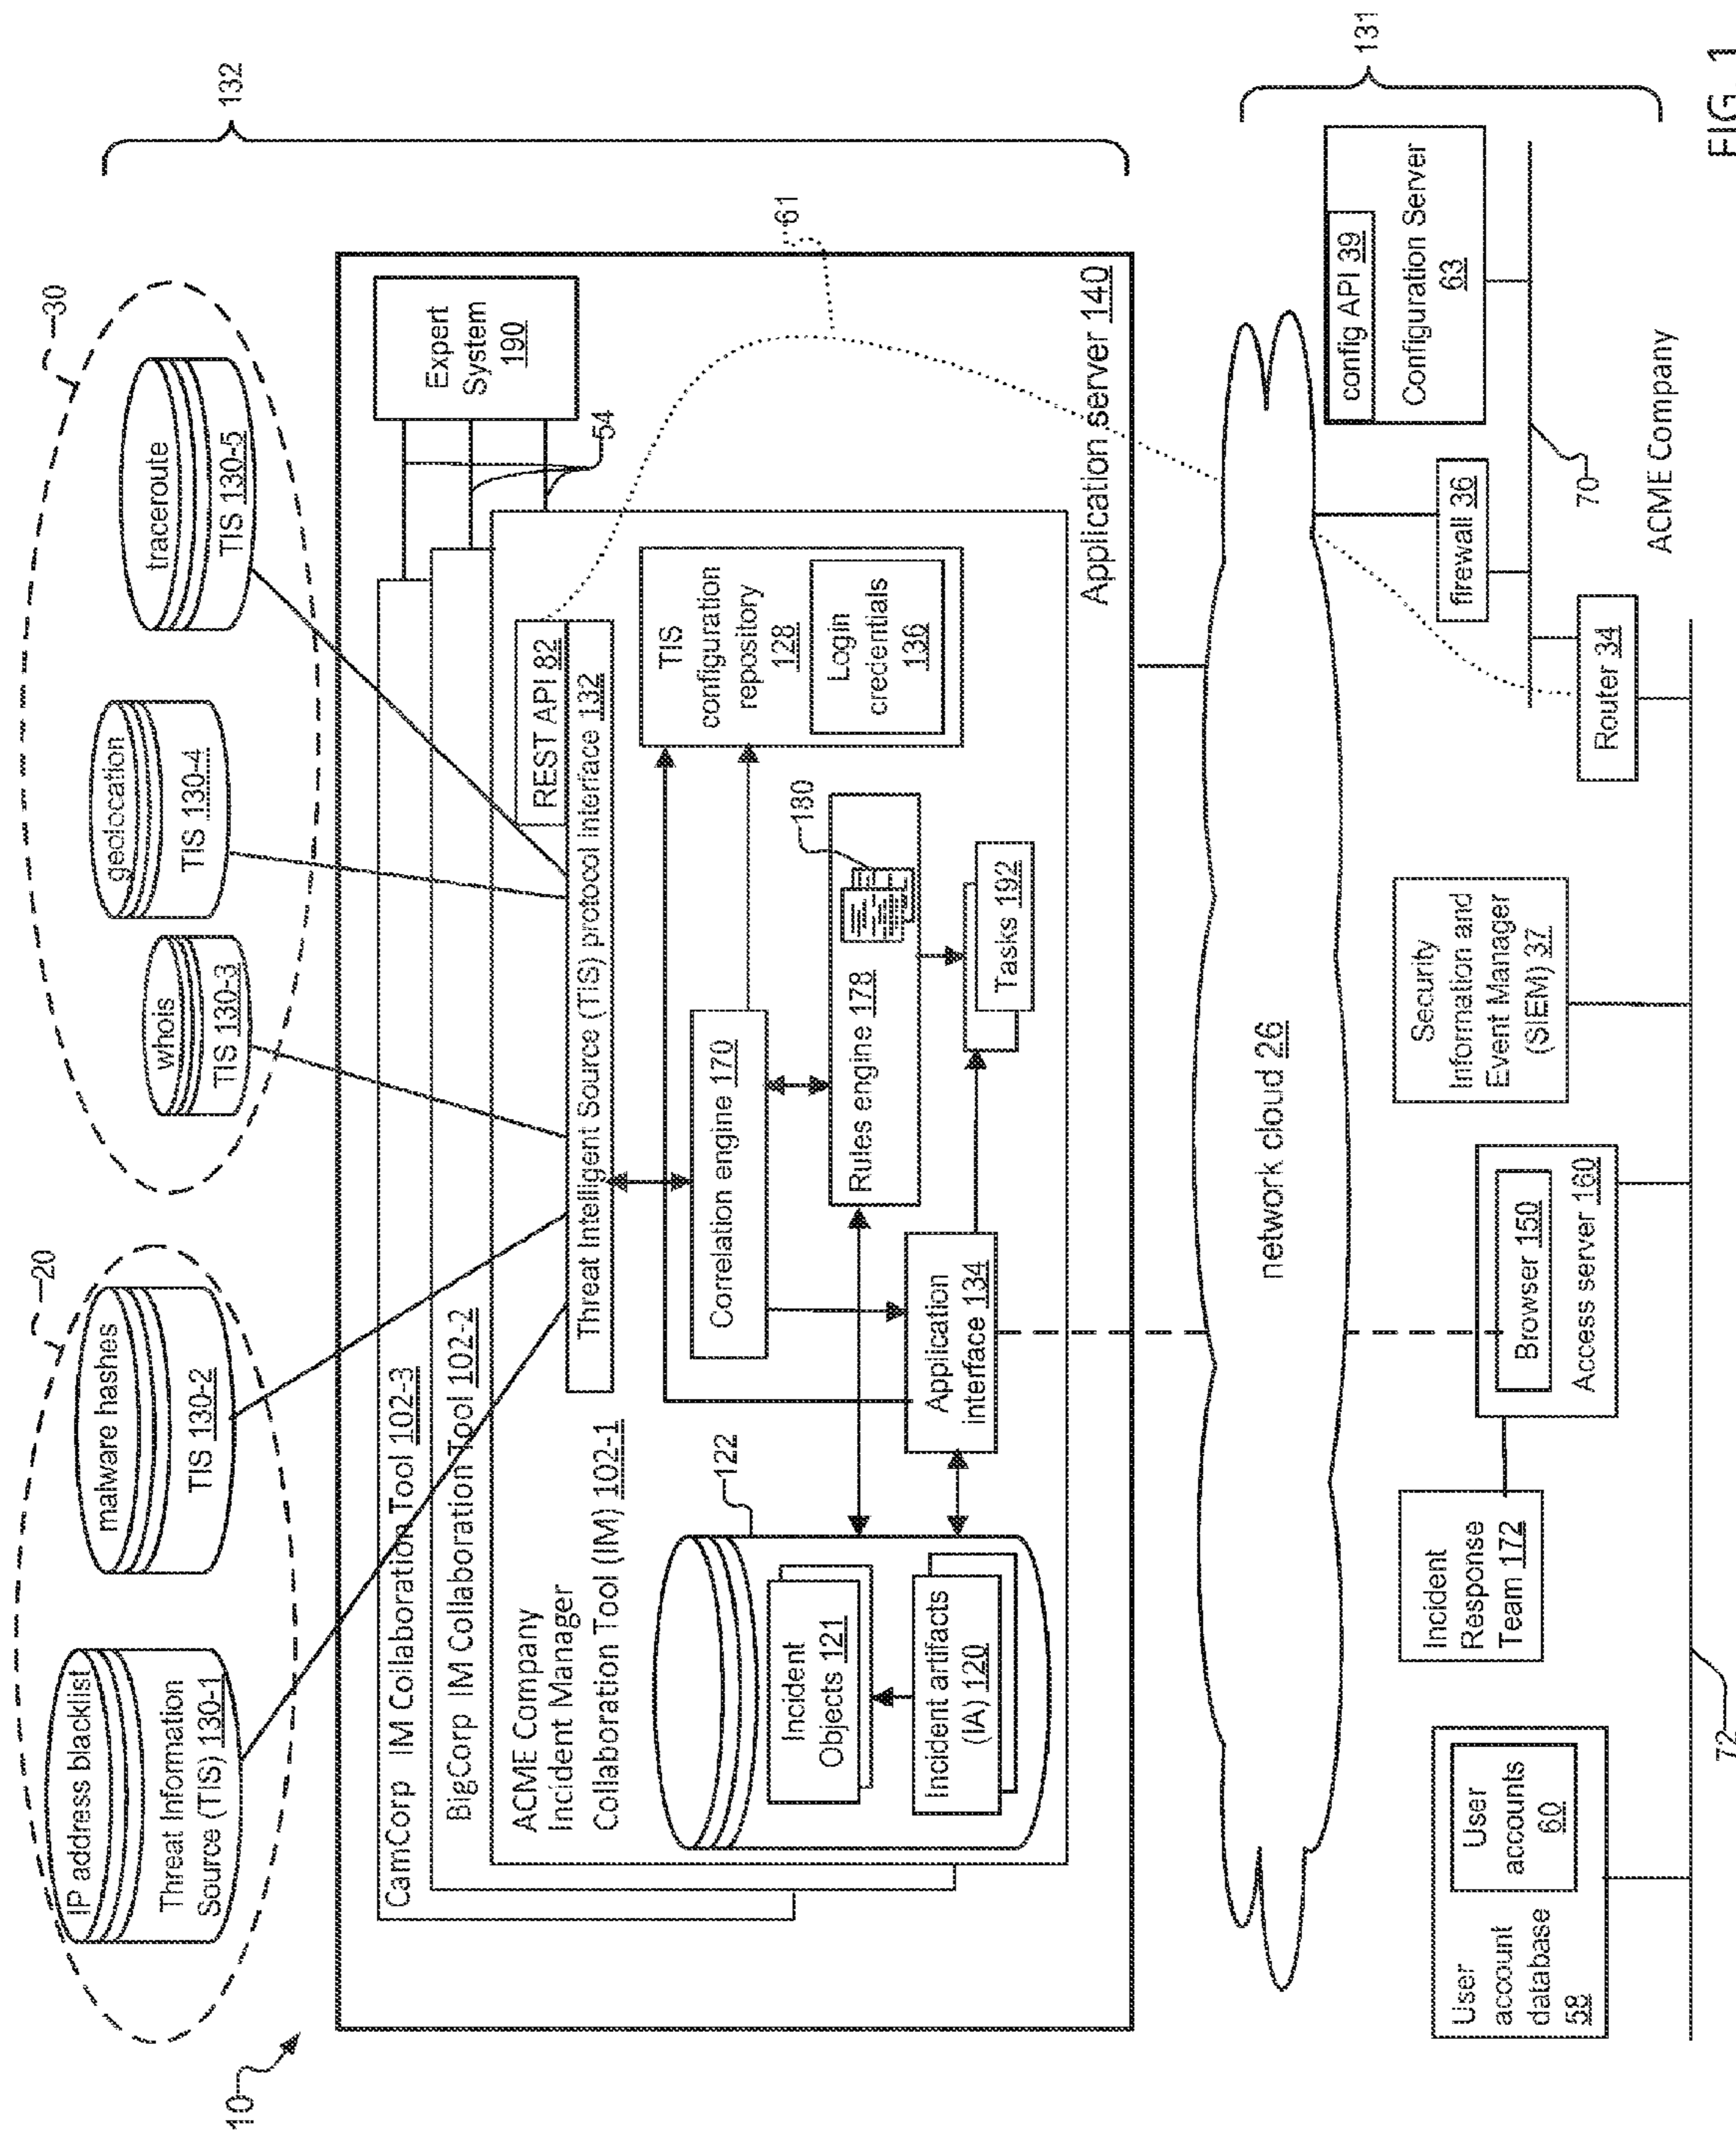 10
20
30
IP address blacklist
Threat Information
Source (TIS) 130-1
malware hashes
TIS 130-2
whois
TIS 130-3
geolocation
TIS 130-4
traceroute
TIS 130-5
132
CamCorp IM Collaboration Tool 102-3
BigCorp IM Collaboration Tool 102-2
ACME Company
Incident Manager
Collaboration Tool (IM) 102-1
Expert
System
190
54
61
REST API 82
Threat Intelligent Source (TIS) protocol interface 132
TIS
configuration
repository
128
Login
credentials
136
Correlation engine 170
Rules engine 178
180
Tasks 192
Application
interface 134
122
Incident
Objects 121
Incident artifacts
(IA) 120
Application server 140
network cloud 26
131
config API 39
Configuration Server
63
firewall 36
70
Router 34
ACME Company
Security
Information and
Event Manager
(SIEM) 37
Browser 150
Access server 160
Incident
Response
Team 172
User
accounts
60
User
account
database
58
72
FIG. 1